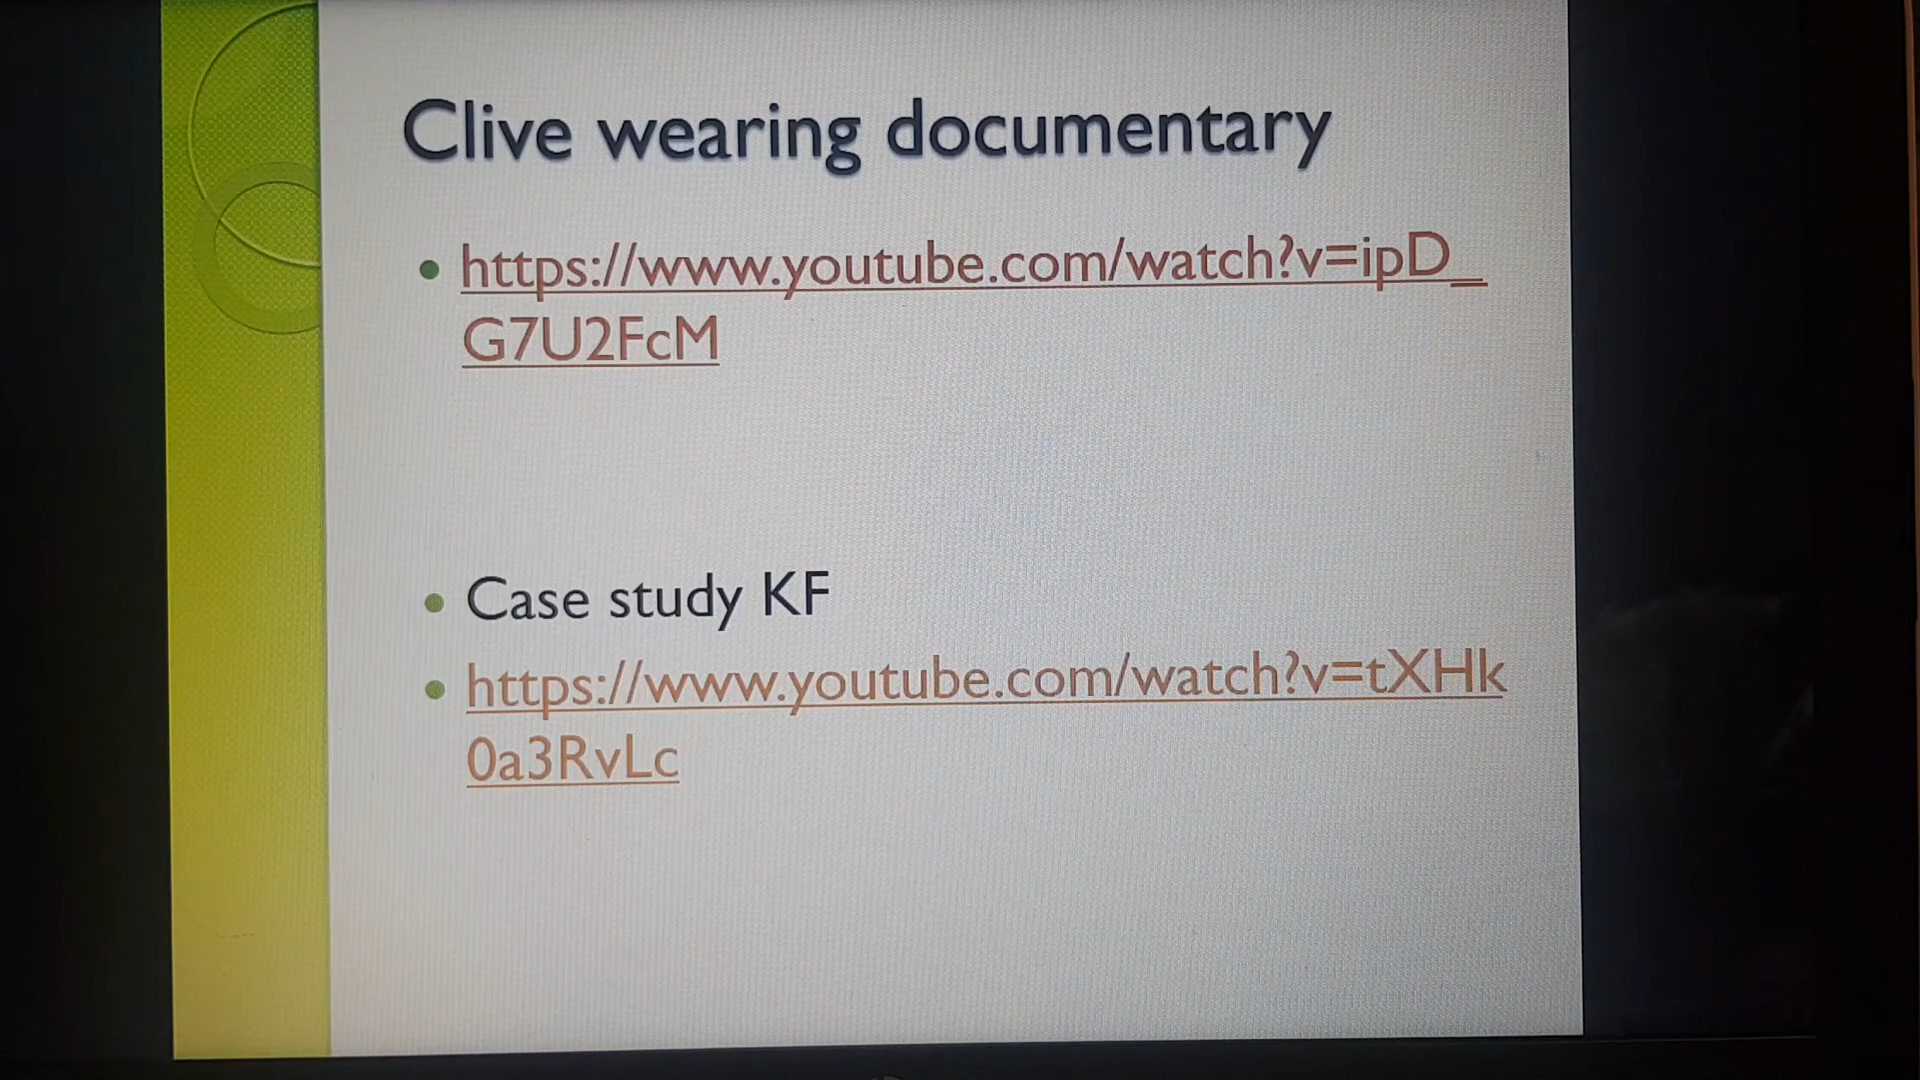 Clive wearing documentary
https://www.youtube.com/watch?v=ipD_
G7U2FcM
Case study KF
https://www.youtube.com/watch?v=tXHk
0a3RvLc